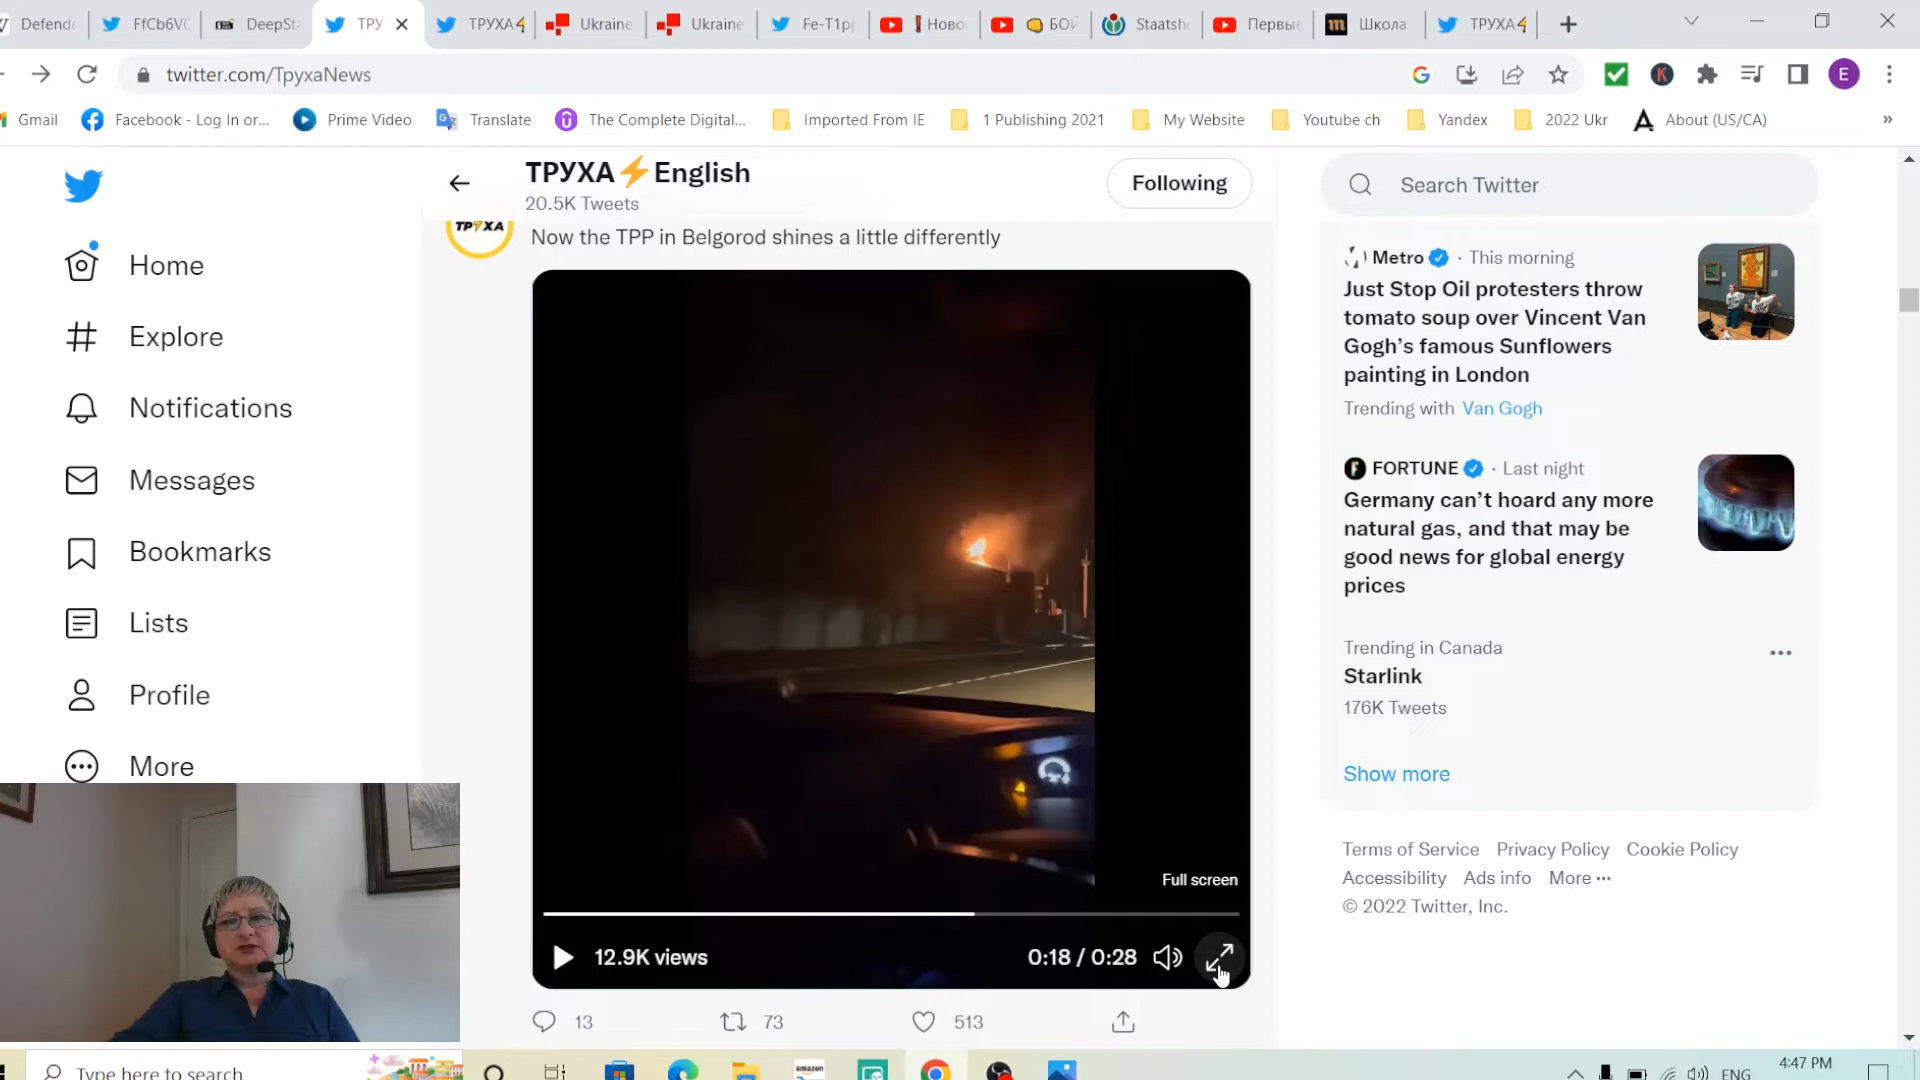 Defende
FfCb6VC
DeepSta
ТРУ
ТРУХА⚡
Ukraine
Ukraine
Fe-T1pp
❗Ново
БОЙ
Staatsho
Первые
Школа
ТРУХА⚡
twitter.com/TpyxaNews
E
Gmail
Facebook - Log In or...
Prime Video
Translate
The Complete Digital...
Imported From IE
1 Publishing 2021
My Website
Youtube ch
Yandex
2022 Ukr
About (US/CA)
»
ТРУХА⚡English
20.5K Tweets
Following
Search Twitter
Home
Explore
Notifications
Messages
Bookmarks
Lists
Profile
More
ТРУХА
Now the TPP in Belgorod shines a little differently
Full screen
12.9K views
0:18 / 0:28
13
73
513
Metro · This morning
Just Stop Oil protesters throw
tomato soup over Vincent Van
Gogh’s famous Sunflowers
painting in London
Trending with Van Gogh
FORTUNE · Last night
Germany can’t hoard any more
natural gas, and that may be
good news for global energy
prices
Trending in Canada
Starlink
176K Tweets
Show more
Terms of Service Privacy Policy Cookie Policy
Accessibility Ads info More ···
© 2022 Twitter, Inc.
Type here to search
amazon
ENG
4:47 PM